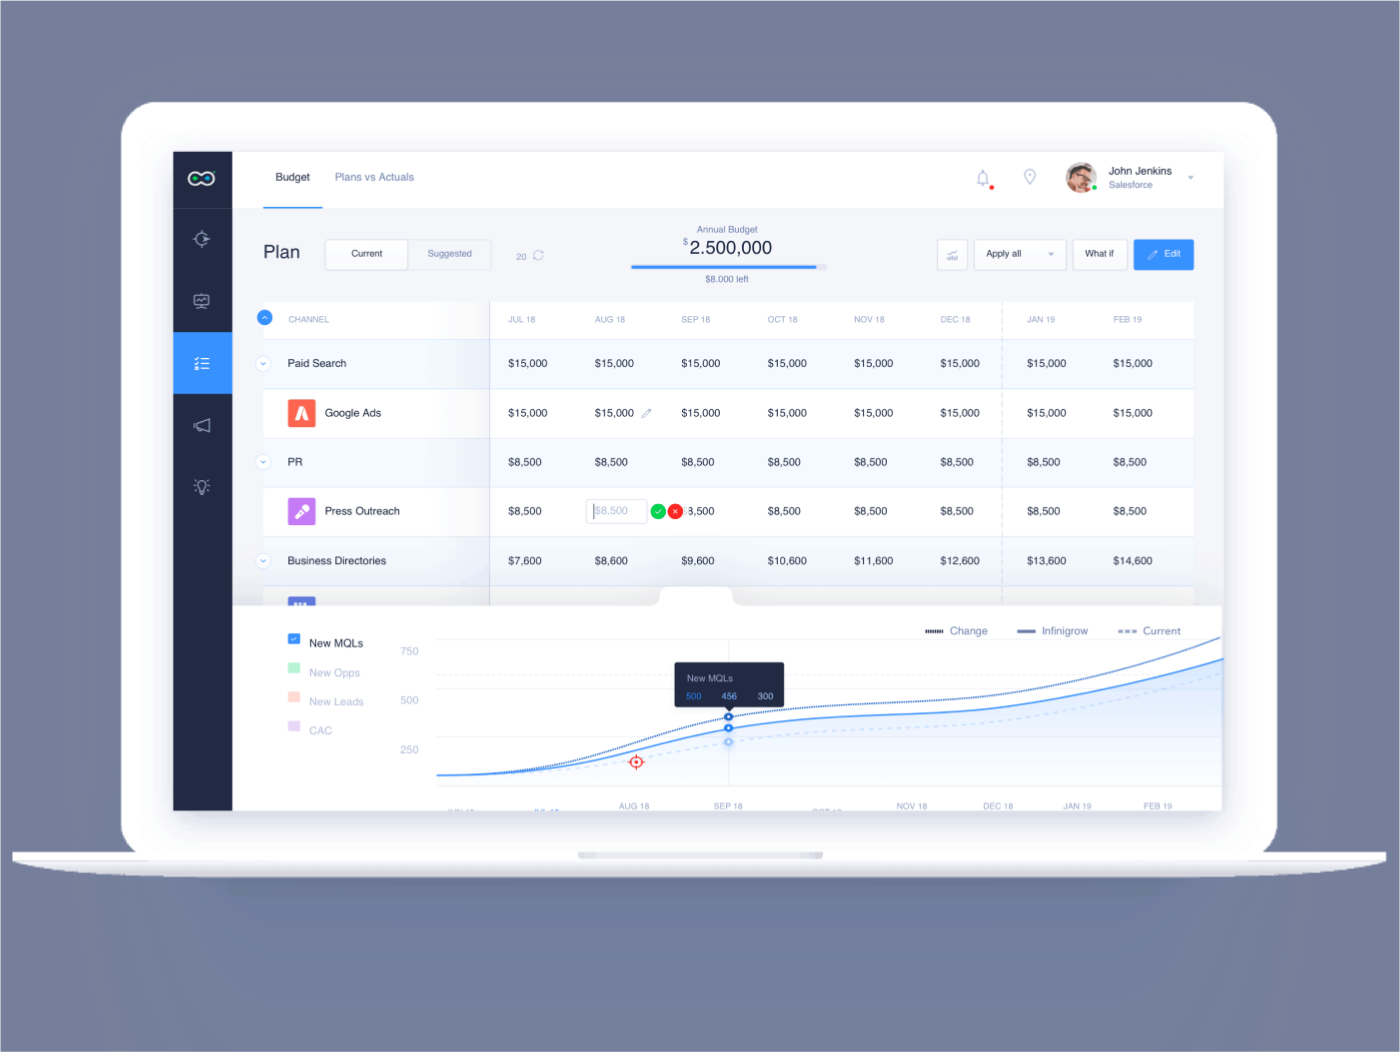 Budget Plans vs Actuals
John Jenkins
Salesforce
Plan
Current Suggested
20
Annual Budget
$2.500,000
$8.000 left
Apply all
What if
Edit
CHANNEL JUL 18 AUG 18 SEP 18 OCT 18 NOV 18 DEC 18 JAN 19 FEB 19
Paid Search $15,000 $15,000 $15,000 $15,000 $15,000 $15,000 $15,000 $15,000
Google Ads $15,000 $15,000 $15,000 $15,000 $15,000 $15,000 $15,000 $15,000
PR $8,500 $8,500 $8,500 $8,500 $8,500 $8,500 $8,500 $8,500
Press Outreach $8,500 $8.500 3,500 $8,500 $8,500 $8,500 $8,500 $8,500
Business Directories $7,600 $8,600 $9,600 $10,600 $11,600 $12,600 $13,600 $14,600
Change Infinigrow Current
New MQLs
New Opps
New Leads
CAC
750
500
250
New MQLs
500 456 300
AUG 18 SEP 18 NOV 18 DEC 18 JAN 19 FEB 19